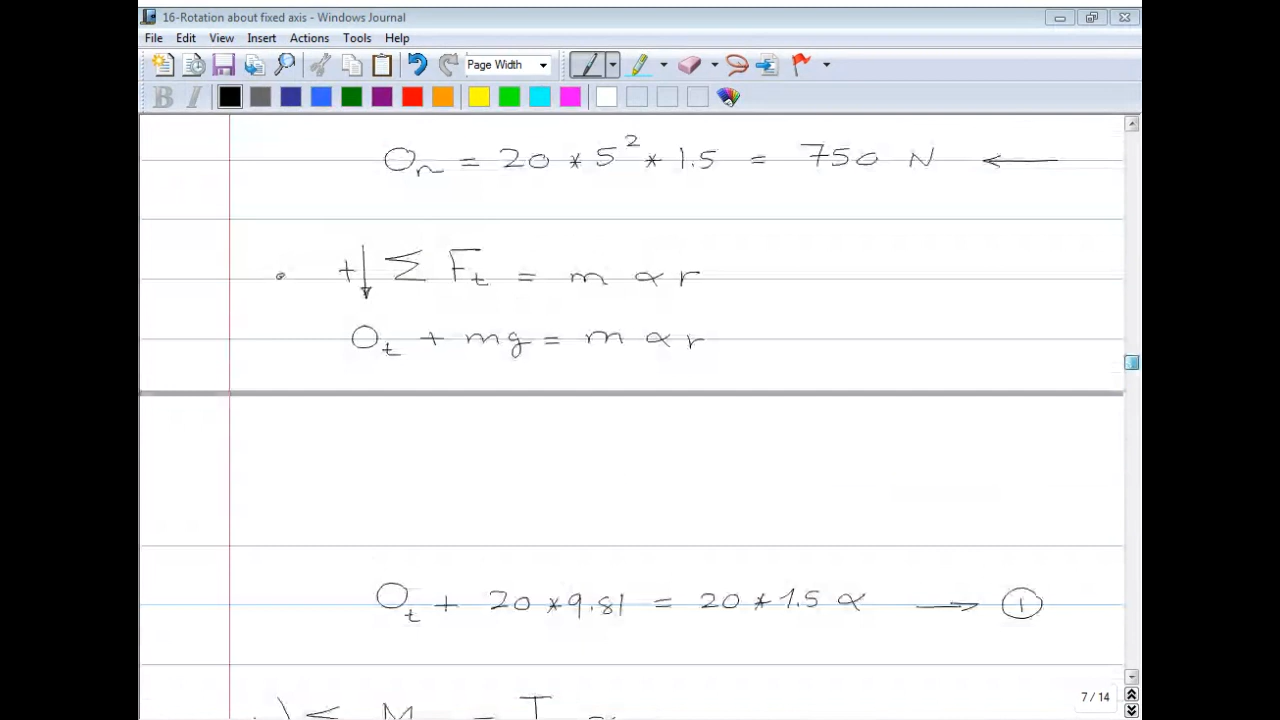 16-Rotation about fixed axis - Windows Journal
File Edit View Insert Actions Tools Help
Page Width
B I
Oₙ = 20 * 5² * 1.5 = 750 N ←
• +↓ Σ Fₜ = m α r
Oₜ + mg = m α r
Oₜ + 20 * 9.81 = 20 * 1.5 α → ①
7 / 14